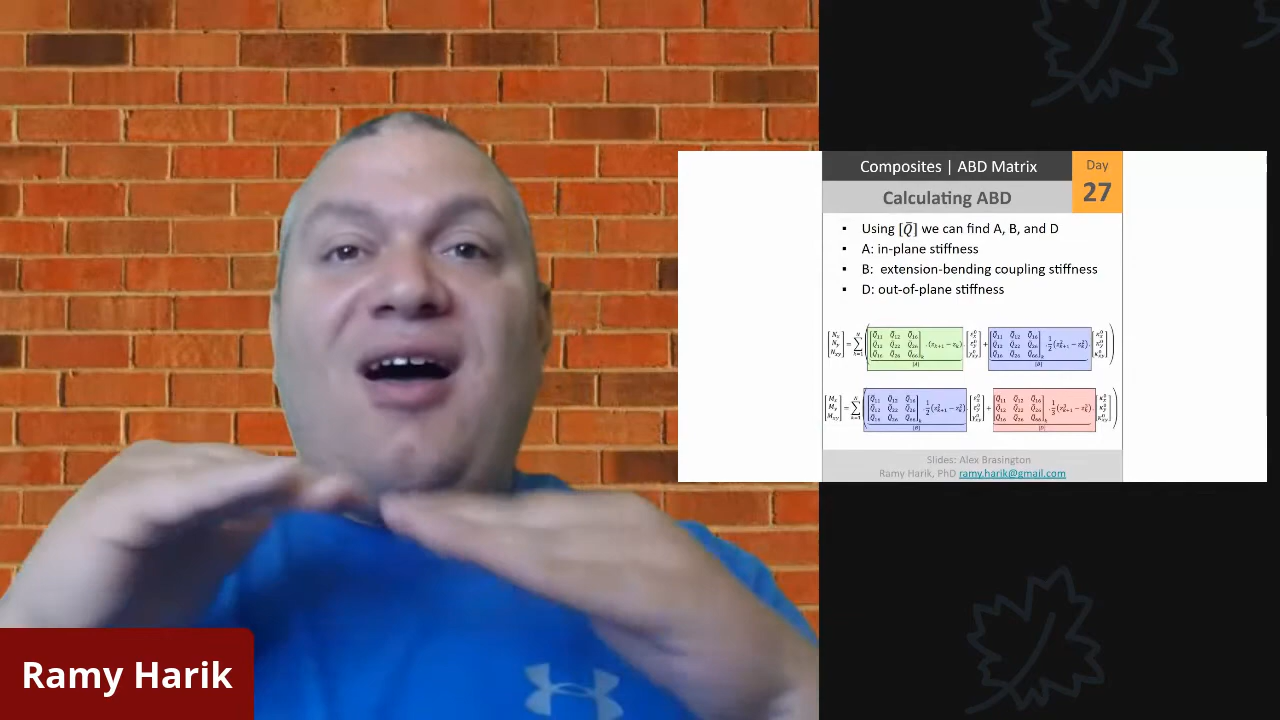 Composites | ABD Matrix
Day
27
Calculating ABD
▪ Using [Q̄] we can find A, B, and D
▪ A: in-plane stiffness
▪ B: extension-bending coupling stiffness
▪ D: out-of-plane stiffness
Slides: Alex Brasington
Ramy Harik, PhD ramy.harik@gmail.com
Ramy Harik